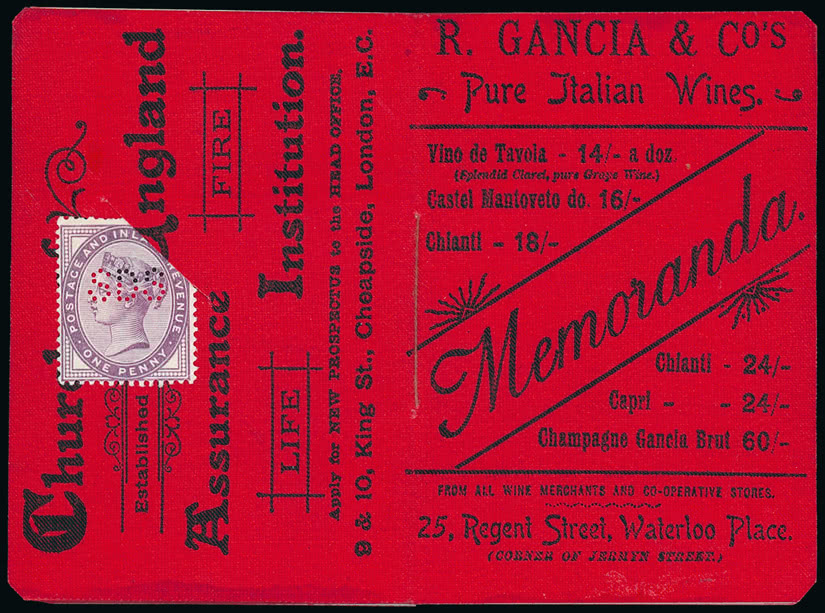 Church
Established
England
Assurance
FIRE
LIFE
Institution.
Apply for NEW PROSPECTUS to the HEAD OFFICE,
9 & 10, King St., Cheapside, London, E.C.
POSTAGE AND INLAND REVENUE
ONE PENNY
R. GANCIA & CO'S
Pure Italian Wines.
Vino de Tavola - 14/- a doz
(Splendid Claret, pure Grape Wine.)
Castel Mantoveto do. 16/-
Chianti - 18/-
Memoranda.
Chianti - 24/-
Capri - - 24/-
Champagne Gancia Brut 60/-
FROM ALL WINE MERCHANTS AND CO-OPERATIVE STORES.
25, Regent Street, Waterloo Place.
(CORNER OF JERMYN STREET.)